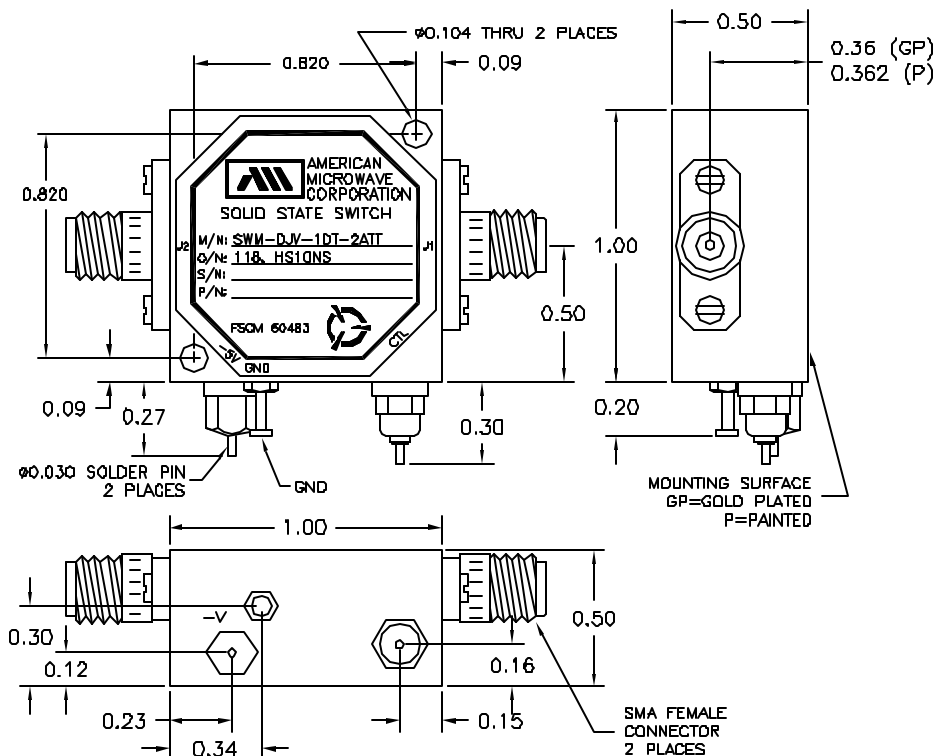 ⌀0.104 THRU 2 PLACES
0.820
0.09
0.50
0.36 (GP)
0.362 (P)
0.820
AMERICAN
MICROWAVE
CORPORATION
SOLID STATE SWITCH
J2
J1
M/N: SWM-DJV-1DT-2ATT
O/N: 118, HS10NS
S/N:
P/N:
FSCM 60483
-5V
GND
CTL
1.00
0.50
0.09
0.27
0.30
0.20
⌀0.030 SOLDER PIN
2 PLACES
GND
MOUNTING SURFACE
GP=GOLD PLATED
P=PAINTED
1.00
-V
0.30
0.12
0.50
0.16
0.23
0.34
0.15
SMA FEMALE
CONNECTOR
2 PLACES